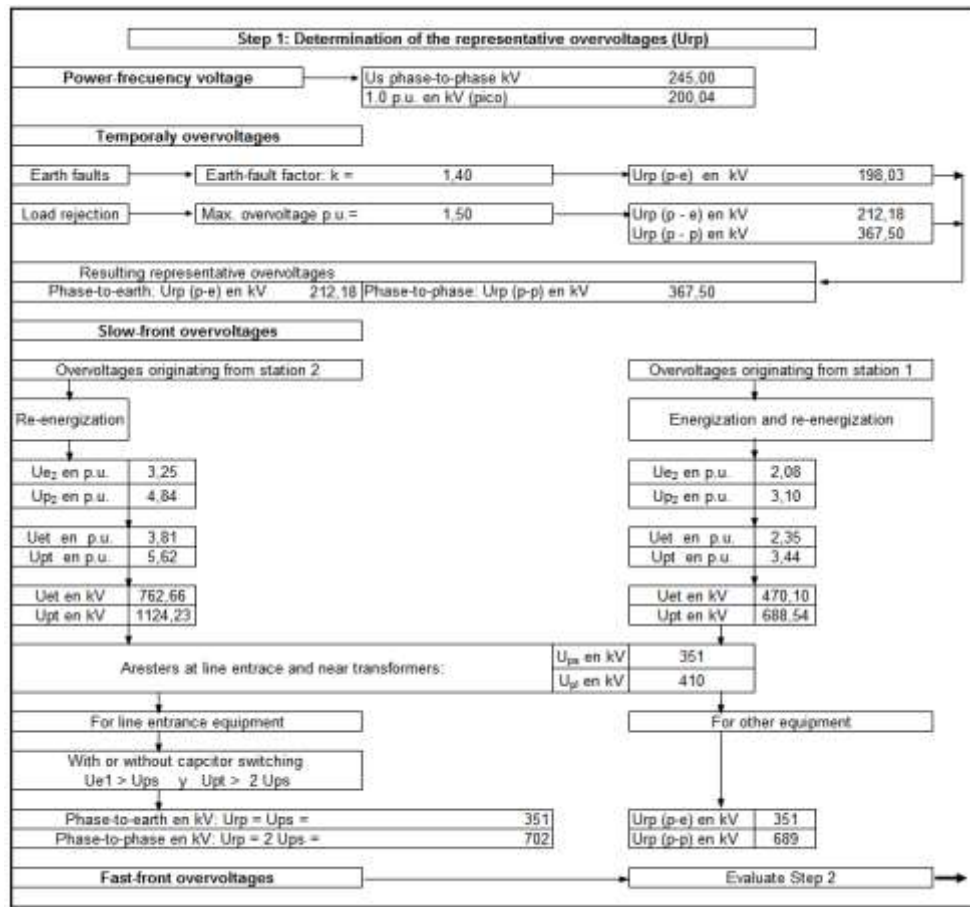 Step 1: Determination of the representative overvoltages (Urp)
Power-frecuency voltage
Us phase-to-phase kV 245,00
1.0 p.u. en kV (pico) 200,04
Temporaly overvoltages
Earth faults Earth-fault factor: k = 1,40 Urp (p-e) en kV 198,03
Load rejection Max. overvoltage p.u.= 1,50 Urp (p - e) en kV 212,18
Urp (p - p) en kV 367,50
Resulting representative overvoltages
Phase-to-earth: Urp (p-e) en kV 212,18 Phase-to-phase: Urp (p-p) en kV 367,50
Slow-front overvoltages
Overvoltages originating from station 2 Overvoltages originating from station 1
Re-energization Energization and re-energization
Ue₂ en p.u. 3,25 Ue₂ en p.u. 2,08
Up₂ en p.u. 4,84 Up₂ en p.u. 3,10
Uet en p.u. 3,81 Uet en p.u. 2,35
Upt en p.u. 5,62 Upt en p.u. 3,44
Uet en kV 762,66 Uet en kV 470,10
Upt en kV 1124,23 Upt en kV 688,54
Aresters at line entrace and near transformers: Ups en kV 351
Upl en kV 410
For line entrance equipment For other equipment
With or without capcitor switching
Ue1 > Ups y Upt > 2 Ups
Phase-to-earth en kV: Urp = Ups = 351 Urp (p-e) en kV 351
Phase-to-phase en kV: Urp = 2 Ups = 702 Urp (p-p) en kV 689
Fast-front overvoltages Evaluate Step 2